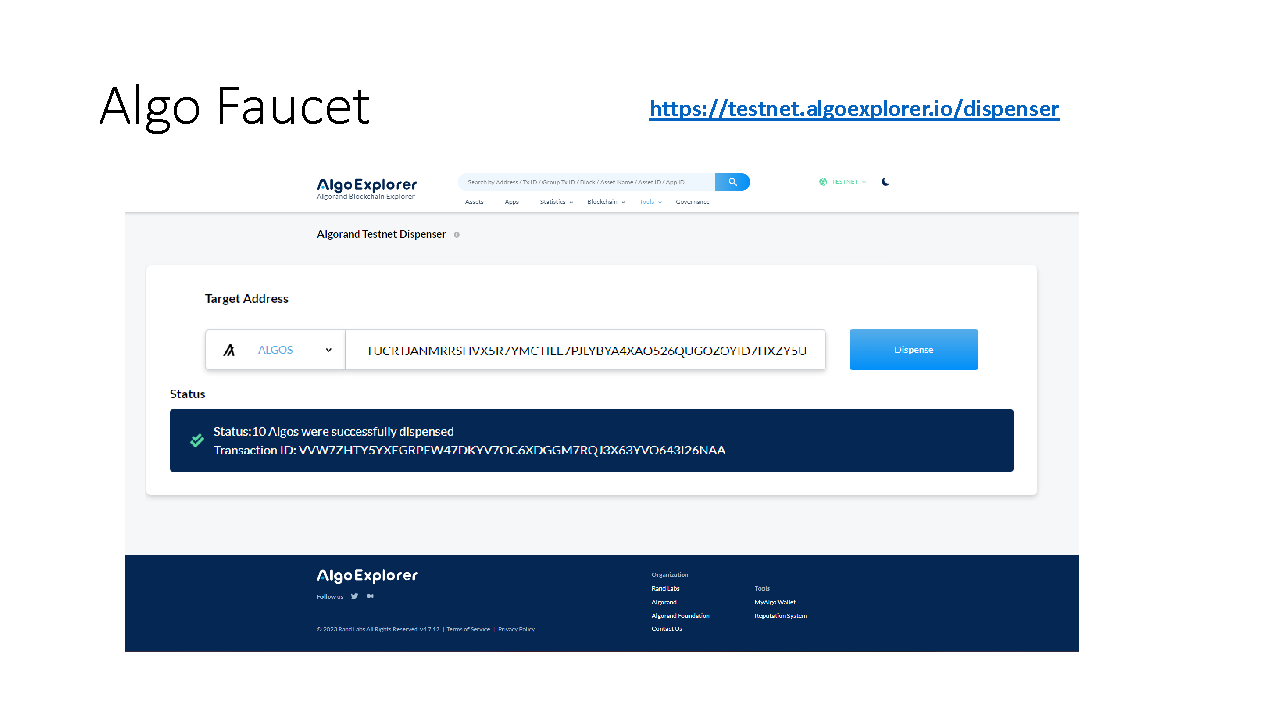 Algo Faucet
https://testnet.algoexplorer.io/dispenser
AlgoExplorer
Algorand Blockchain Explorer
Search by Address / Tx ID / Group Tx ID / Block / Asset Name / Asset ID / App ID
TESTNET
Assets Apps Statistics Blockchain Tools Governance
Algorand Testnet Dispenser
Target Address
ALGOS
Dispense
Status
Status:10 Algos were successfully dispensed
Transaction ID:
AlgoExplorer
Follow us
© 2023 Rand Labs All Rights Reserved. v4.7.12 | Terms of Service | Privacy Policy
Organization
Rand Labs
Algorand
Algorand Foundation
Contact Us
Tools
MyAlgo Wallet
Reputation System